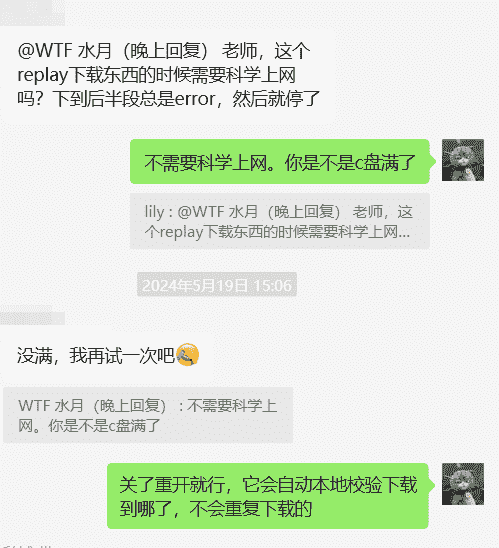 @WTF 水月（晚上回复） 老师，这个
replay下载东西的时候需要科学上网
吗？下到后半段总是error，然后就停了
不需要科学上网。你是不是c盘满了
lily : @WTF 水月（晚上回复） 老师，这
个replay下载东西的时候需要科学上网...
2024年5月19日 15:06
没满，我再试一次吧
WTF 水月（晚上回复） : 不需要科学上
网。你是不是c盘满了
关了重开就行，它会自动本地校验下载
到哪了，不会重复下载的